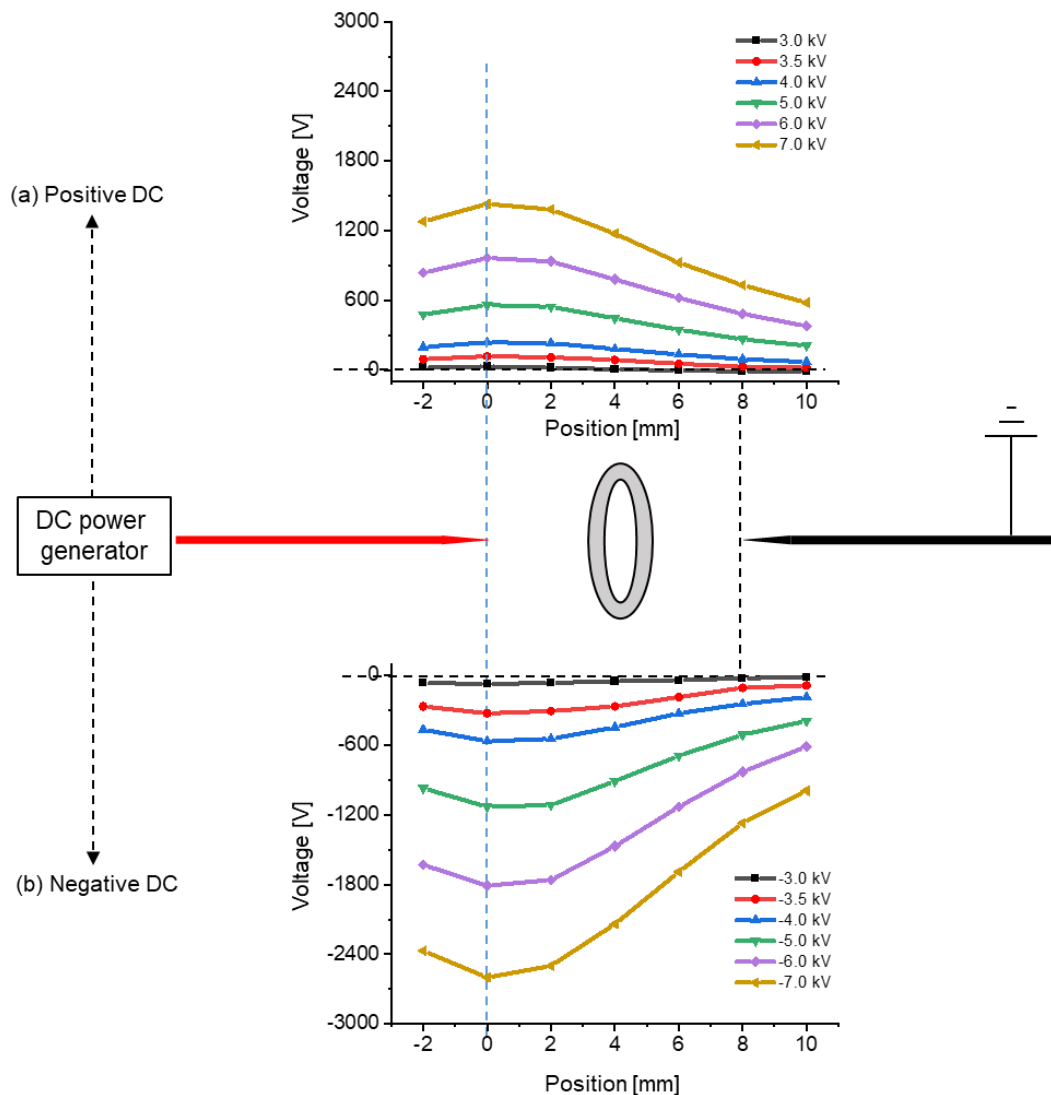 3000
2400
1800
1200
600
0
Voltage [V]
3.0 kV
3.5 kV
4.0 kV
5.0 kV
6.0 kV
7.0 kV
-2 0 2 4 6 8 10
Position [mm]
(a) Positive DC
DC power
generator
(b) Negative DC
-0
-600
-1200
-1800
-2400
-3000
Voltage [V]
-3.0 kV
-3.5 kV
-4.0 kV
-5.0 kV
-6.0 kV
-7.0 kV
-2 0 2 4 6 8 10
Position [mm]